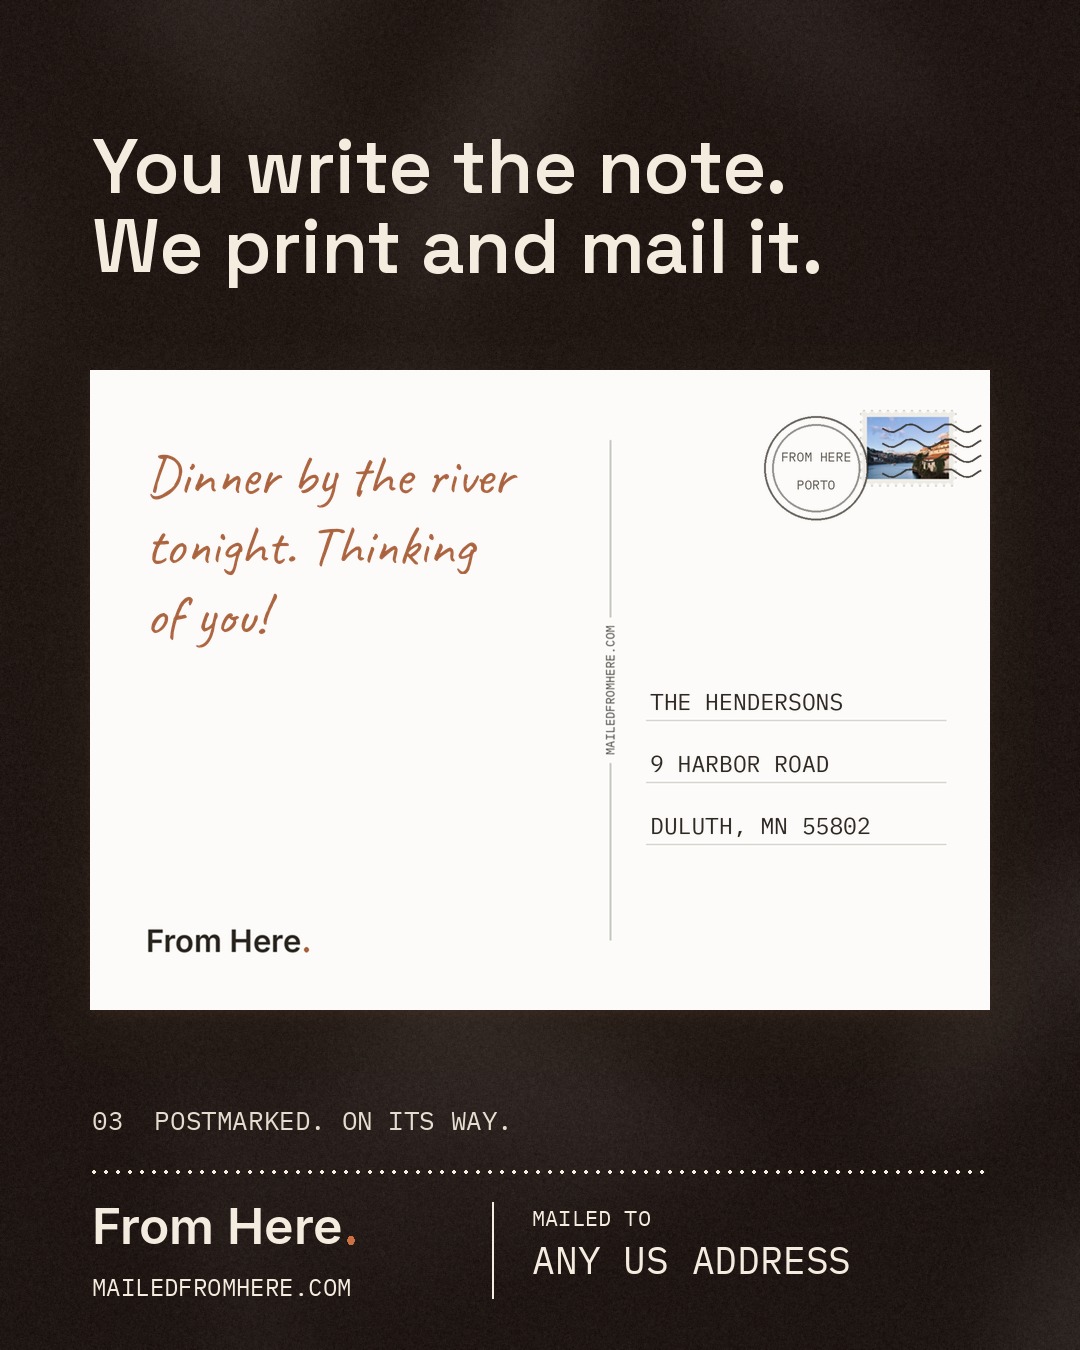 You write the note.
We print and mail it.
Dinner by the river
tonight. Thinking
of you!
From Here.
FROM HERE
PORTO
MAILEDFROMHERE.COM
THE HENDERSONS
9 HARBOR ROAD
DULUTH, MN 55802
03 POSTMARKED. ON ITS WAY.
From Here.
MAILEDFROMHERE.COM
MAILED TO
ANY US ADDRESS